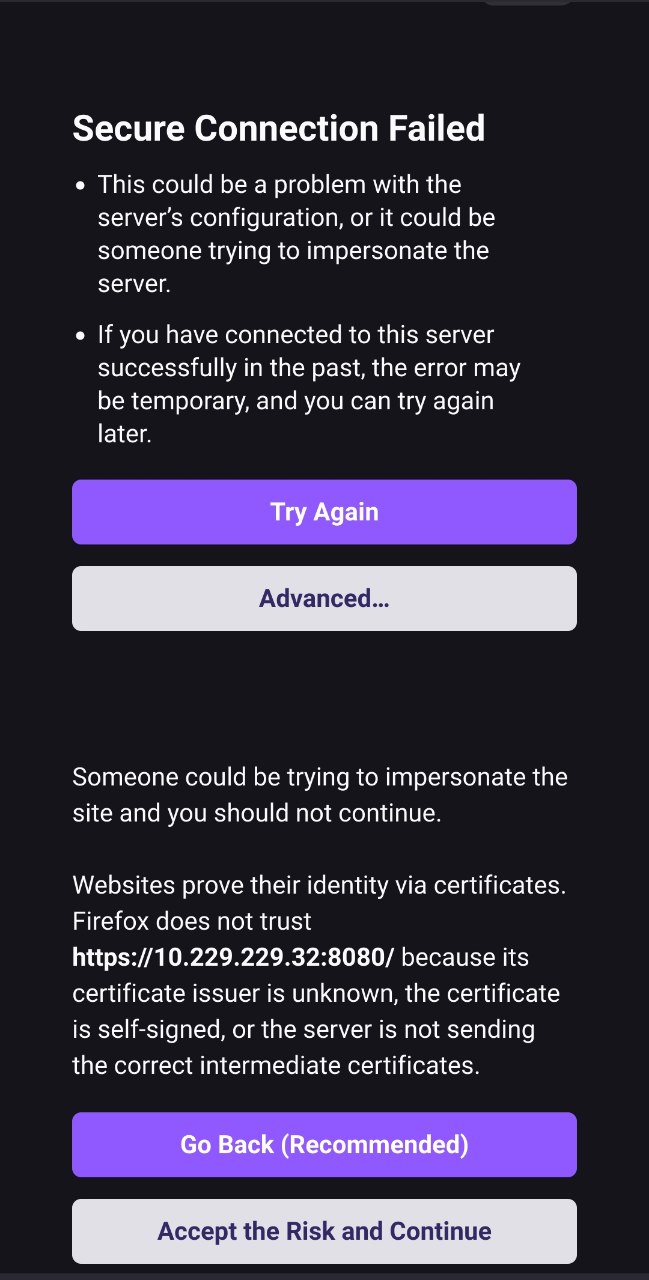 Secure Connection Failed
• This could be a problem with the
server’s configuration, or it could be
someone trying to impersonate the
server.
• If you have connected to this server
successfully in the past, the error may
be temporary, and you can try again
later.
Try Again
Advanced…
Someone could be trying to impersonate the
site and you should not continue.
Websites prove their identity via certificates.
Firefox does not trust
https://10.229.229.32:8080/ because its
certificate issuer is unknown, the certificate
is self-signed, or the server is not sending
the correct intermediate certificates.
Go Back (Recommended)
Accept the Risk and Continue